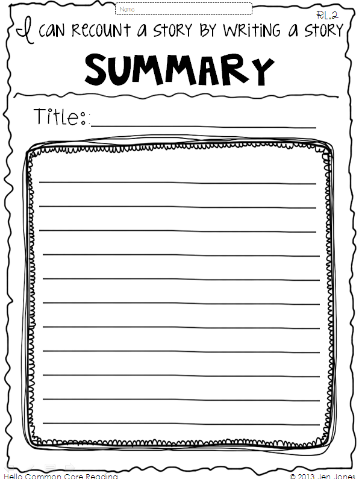 Name
RL.2
I can recount a story by writing a story
SUMMARY
Title:
Hello Common Core Reading
© 2013 Jen Jones